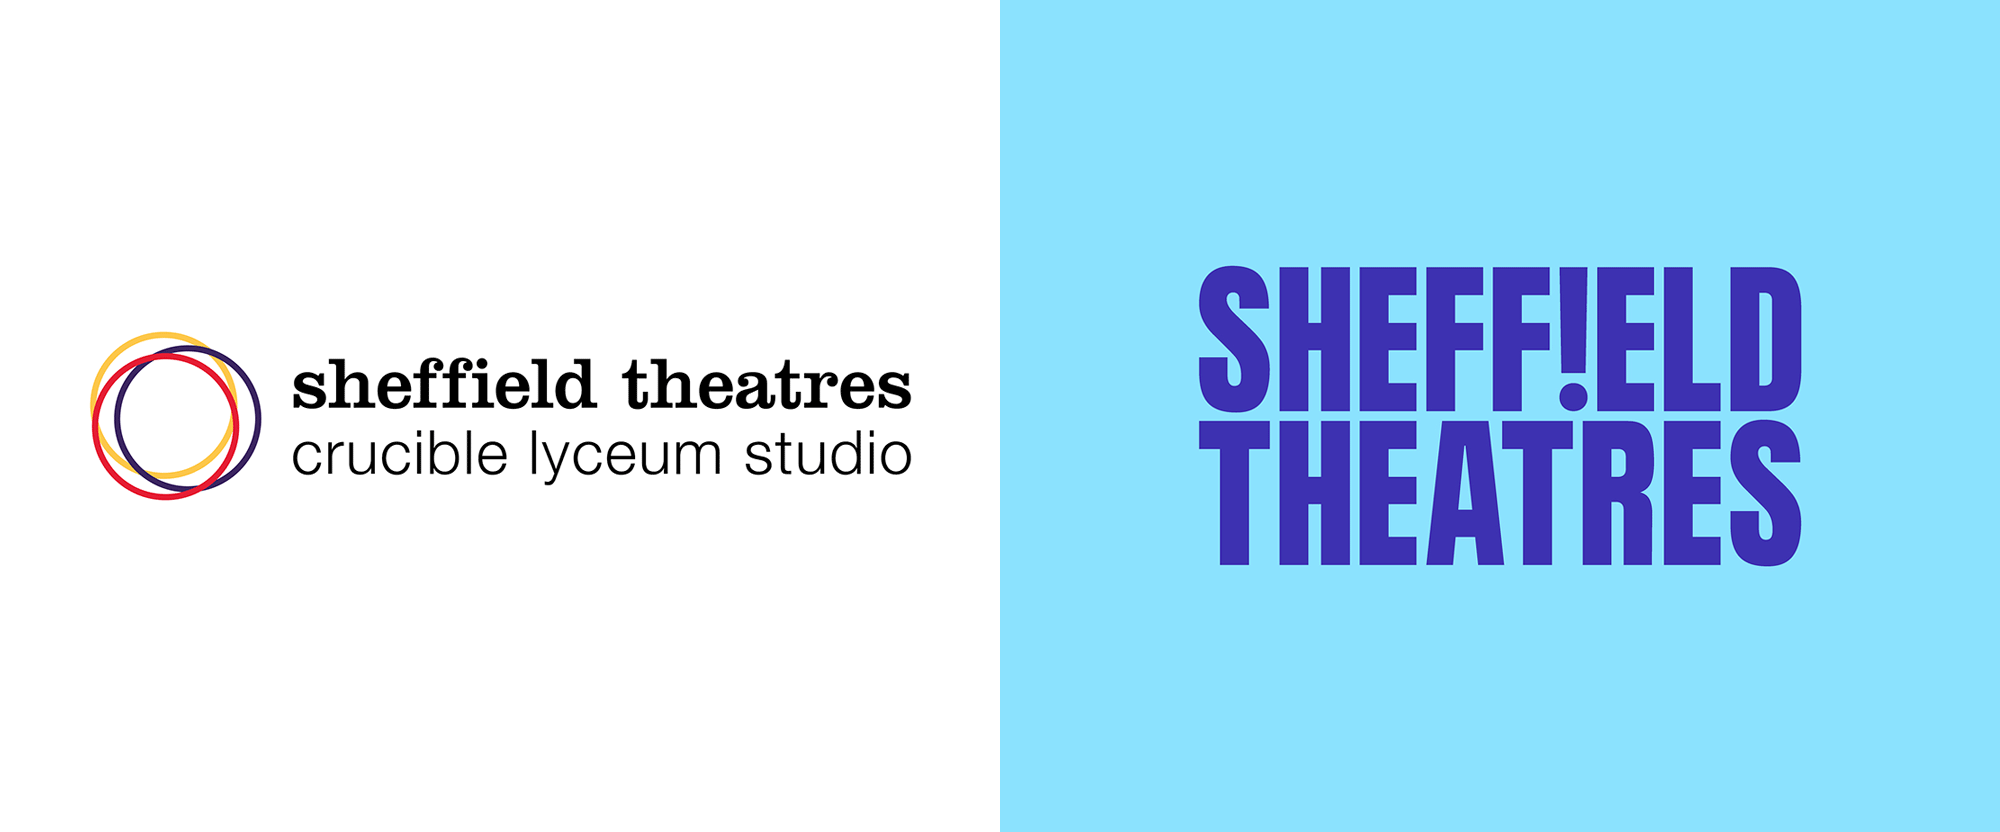 sheffield theatres
crucible lyceum studio
SHEFF!ELD
THEATRES